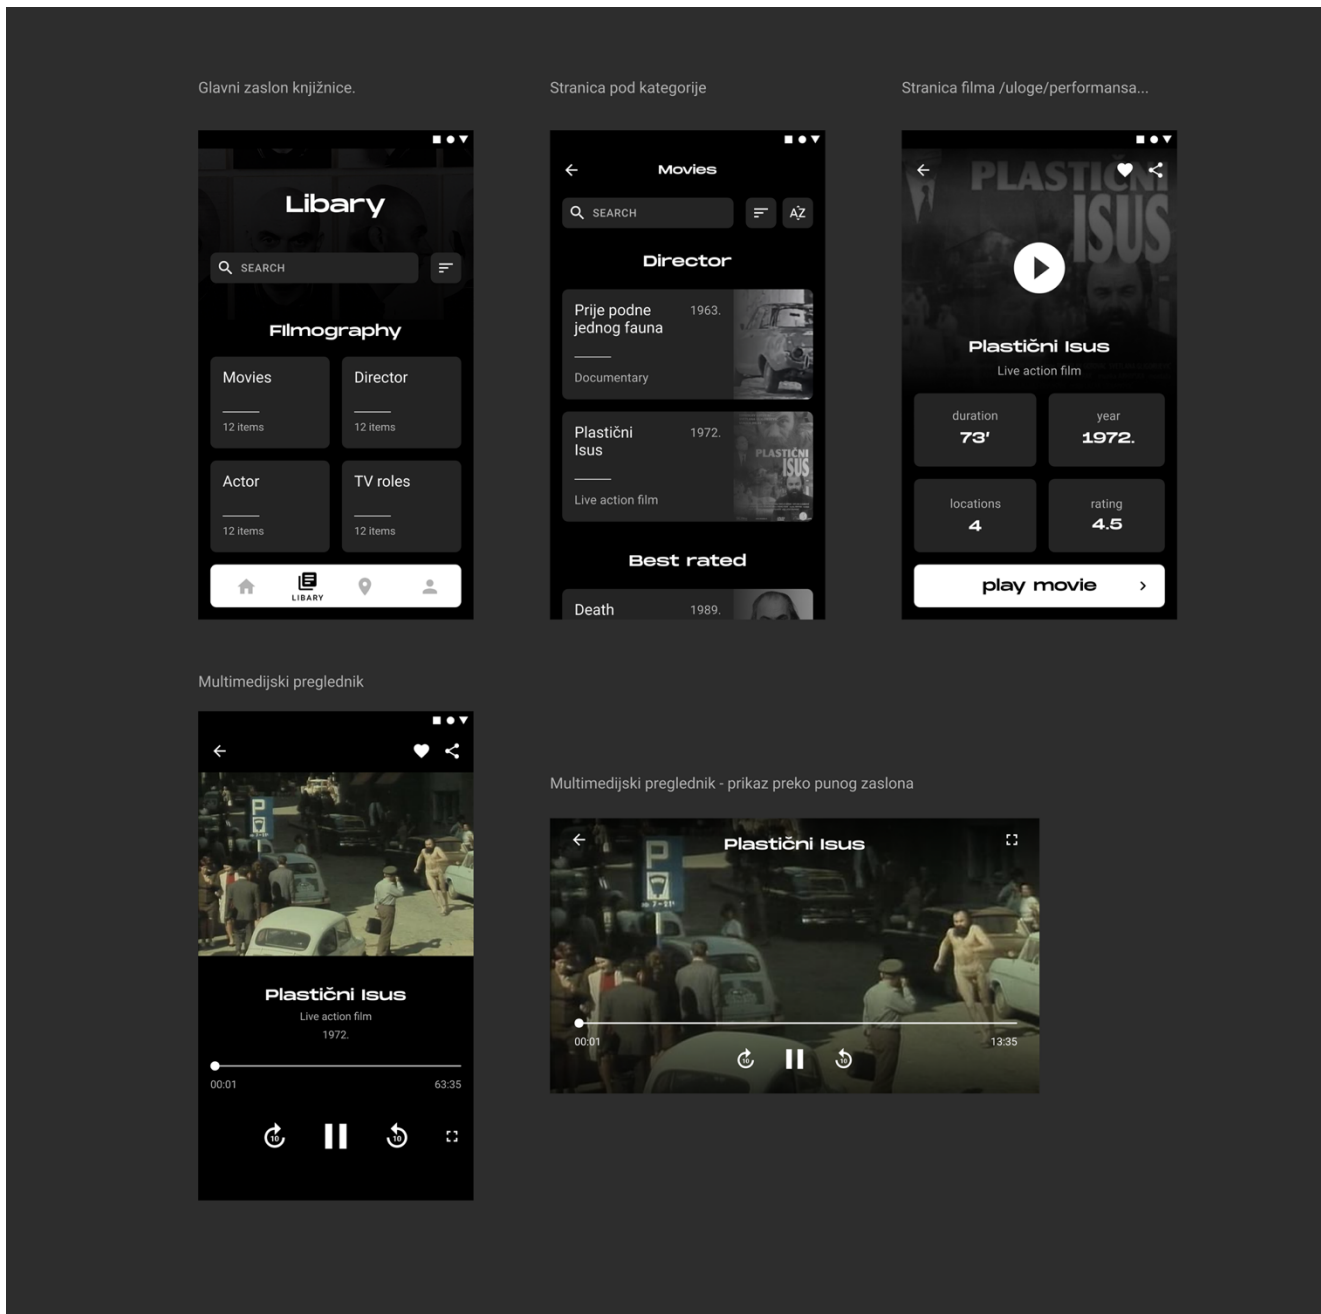 Glavni zaslon knjižnice.
Libary
SEARCH
FIlmography
Movies
12 items
Director
12 items
Actor
12 items
TV roles
12 items
LIBARY
Stranica pod kategorije
Movies
SEARCH
AZ
Director
Prije podne
jednog fauna
1963.
Documentary
Plastični
Isus
1972.
Live action film
PLASTIČNI
ISUS
Best rated
Death
1989.
Stranica filma /uloge/performansa...
PLASTIČNI
ISUS
Plastični Isus
Live action film
duration
73'
year
1972.
locations
4
rating
4.5
play movie
Multimedijski preglednik
P
Plastični Isus
Live action film
1972.
00:01
63:35
10
10
Multimedijski preglednik - prikaz preko punog zaslona
Plastični Isus
P
00:01
13:35
10
10